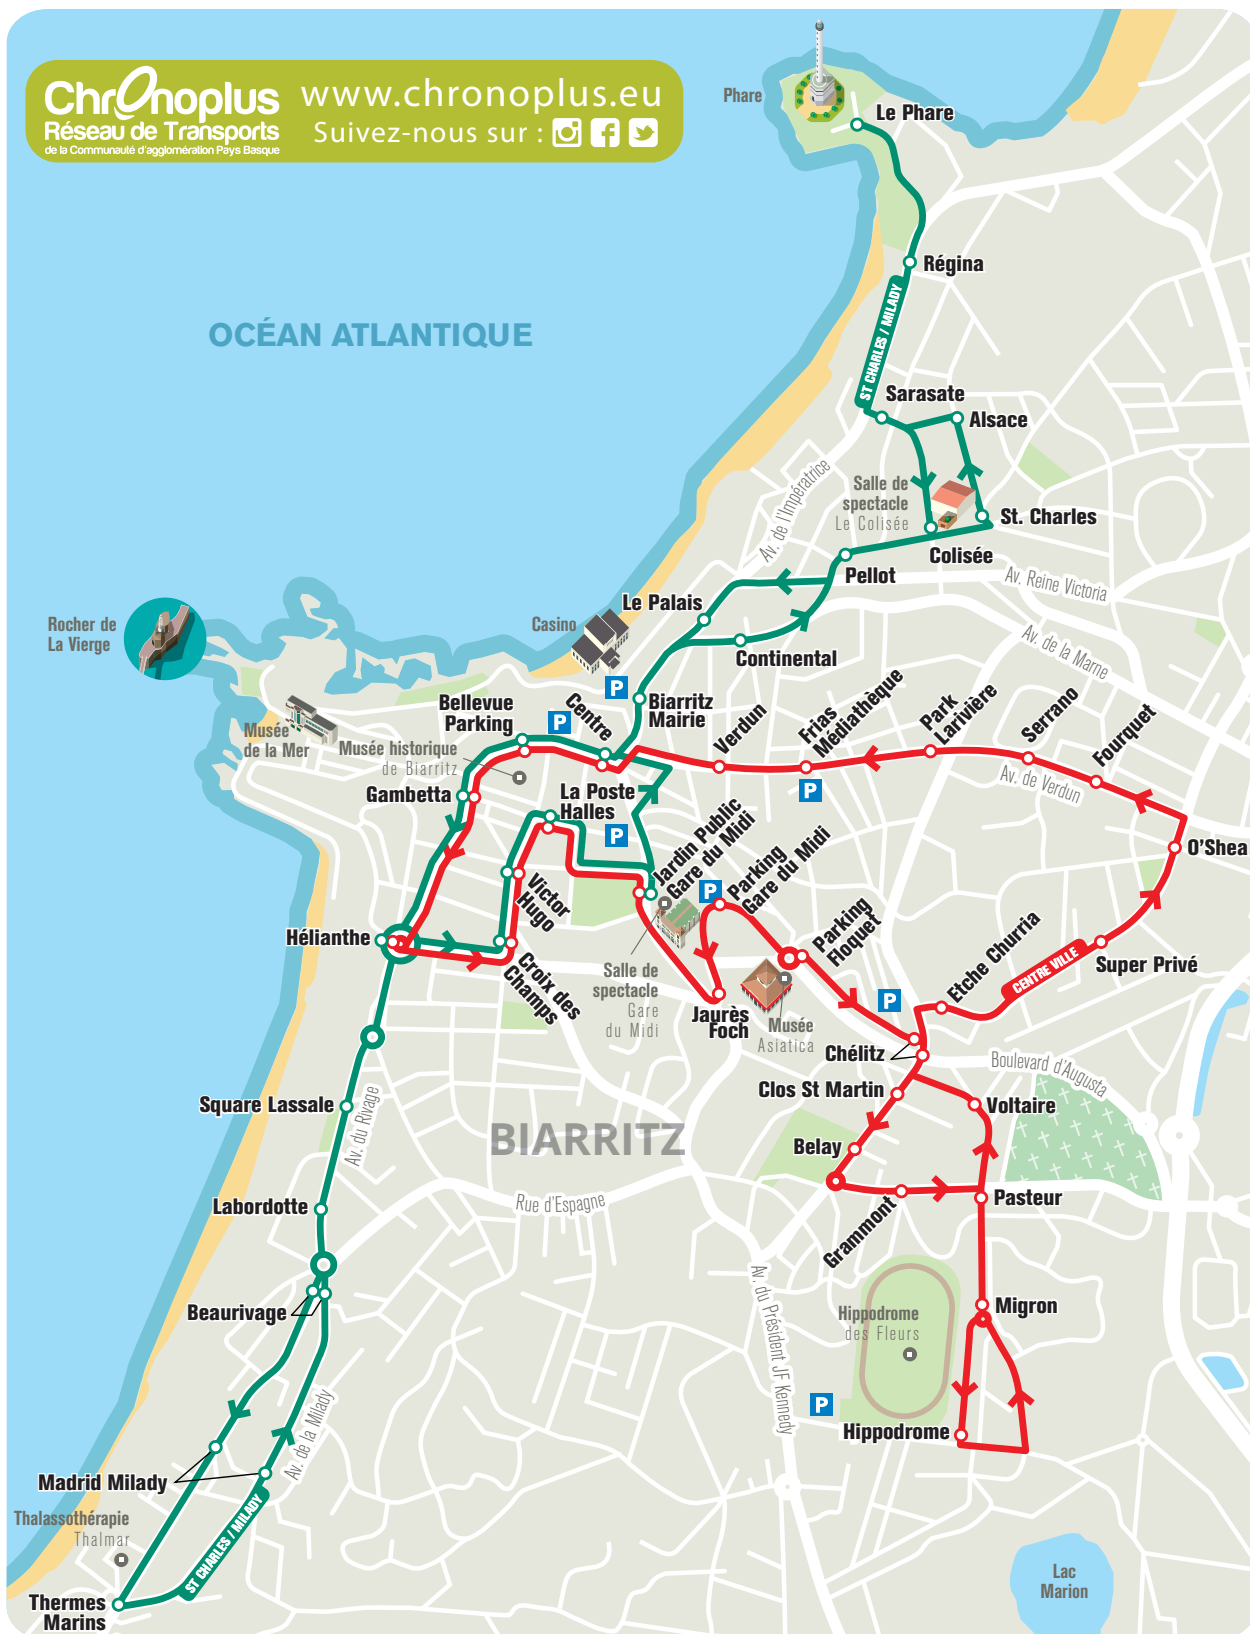 Chronoplus
Réseau de Transports
de la Communauté d'agglomération Pays Basque
www.chronoplus.eu
Suivez-nous sur :
Phare
Le Phare
Régina
ST CHARLES / MILADY
OCÉAN ATLANTIQUE
Sarasate
Alsace
Av. de l'Impératrice
Salle de
spectacle
Le Colisée
St. Charles
Colisée
Pellot
Av. Reine Victoria
Le Palais
Casino
Rocher de
La Vierge
Continental
Av. de la Marne
Biarritz
Mairie
Bellevue
Parking
P
P
Centre
Verdun
Frias
Médiathèque
Park
Larivière
Serrano
Fourquet
Musée
de la Mer
Musée historique
de Biarritz
Av. de Verdun
P
Gambetta
La Poste
Halles
P
O'Shea
Jardin Public
Gare du Midi
P
Parking
Gare du Midi
Victor
Hugo
Parking
Floquet
Etche Churria
Hélianthe
Super Privé
CENTRE VILLE
Croix des
Champs
Salle de
spectacle
Gare
du Midi
P
Jaurès
Foch
Musée
Asiatica
Chélitz
Boulevard d'Augusta
Clos St Martin
Voltaire
Square Lassale
Av. du Rivage
BIARRITZ
Belay
Rue d'Espagne
Labordotte
Pasteur
Grammont
Beaurivage
Av. du Président JF Kennedy
Hippodrome
des Fleurs
Migron
P
Hippodrome
Av. de la Milady
Madrid Milady
ST CHARLES / MILADY
Thalassothérapie
Thalmar
Lac
Marion
Thermes
Marins